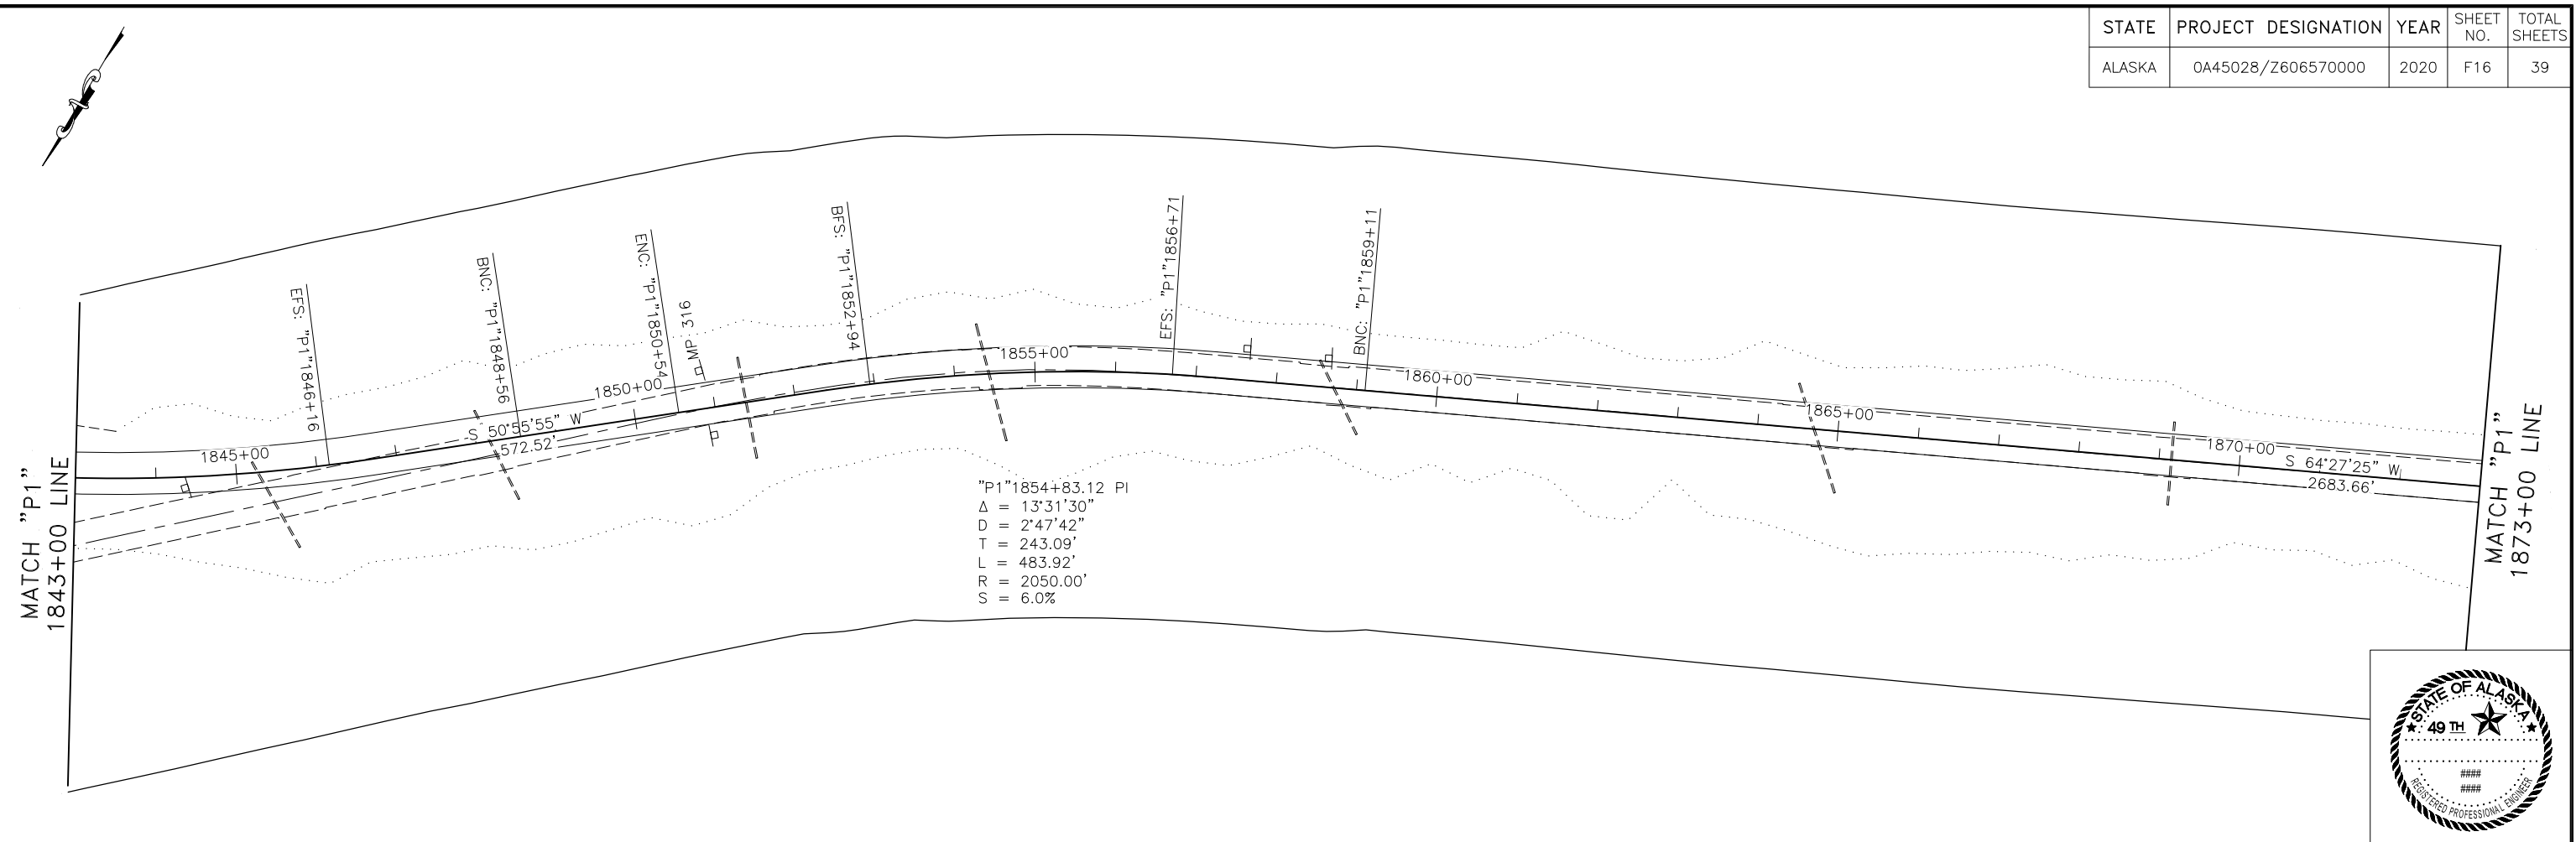 STATE PROJECT DESIGNATION YEAR SHEET NO. TOTAL SHEETS
ALASKA 0A45028/Z606570000 2020 F16 39
MATCH "P1"
1843+00 LINE
EFS: "P1"1846+16
BNC: "P1"1848+56
ENC: "P1"1850+54
MP 316
BFS: "P1"1852+94
EFS: "P1"1856+71
BNC: "P1"1859+11
1845+00
S 50°55'55" W
572.52'
1850+00
1855+00
1860+00
1865+00
1870+00
S 64°27'25" W
2683.66'
"P1"1854+83.12 PI
Δ = 13°31'30"
D = 2°47'42"
T = 243.09'
L = 483.92'
R = 2050.00'
S = 6.0%
MATCH "P1"
1873+00 LINE
STATE OF ALASKA
49 TH
####
####
REGISTERED PROFESSIONAL ENGINEER